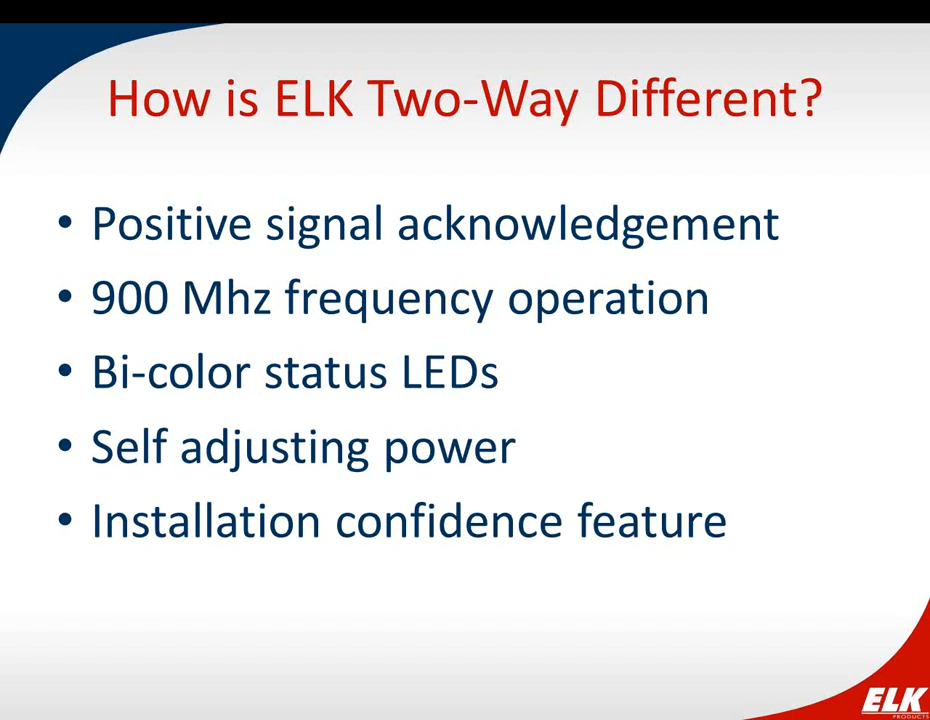 How is ELK Two-Way Different?
• Positive signal acknowledgement
• 900 Mhz frequency operation
• Bi-color status LEDs
• Self adjusting power
• Installation confidence feature
ELK
PRODUCTS